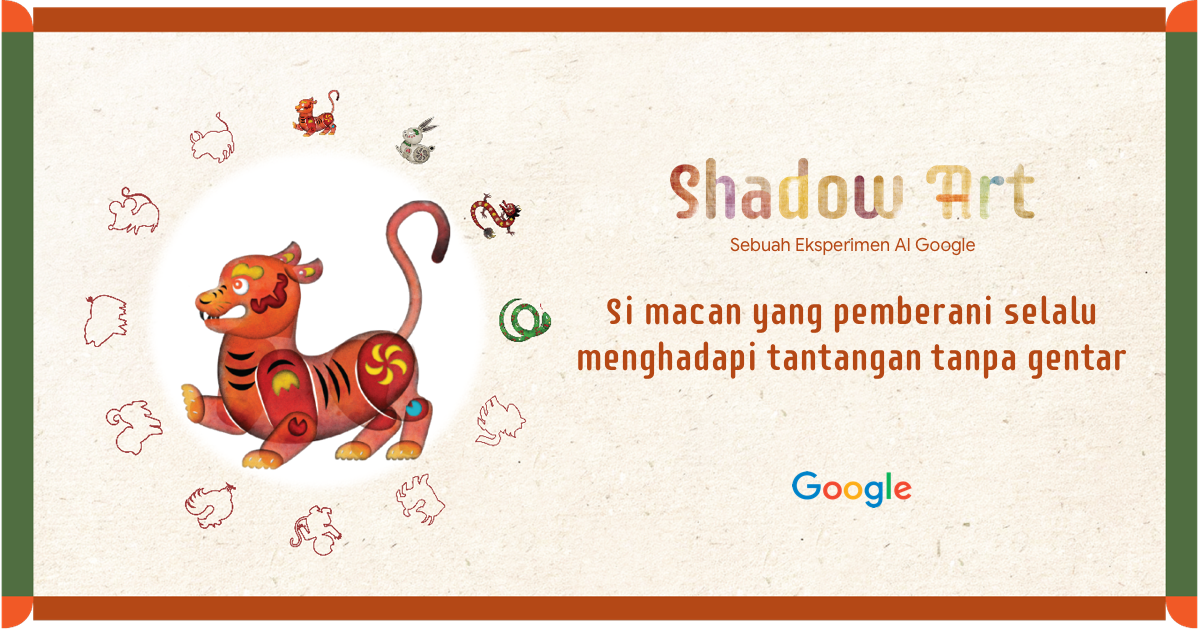 Shadow Art
Sebuah Eksperimen AI Google
Si macan yang pemberani selalu
menghadapi tantangan tanpa gentar
Google